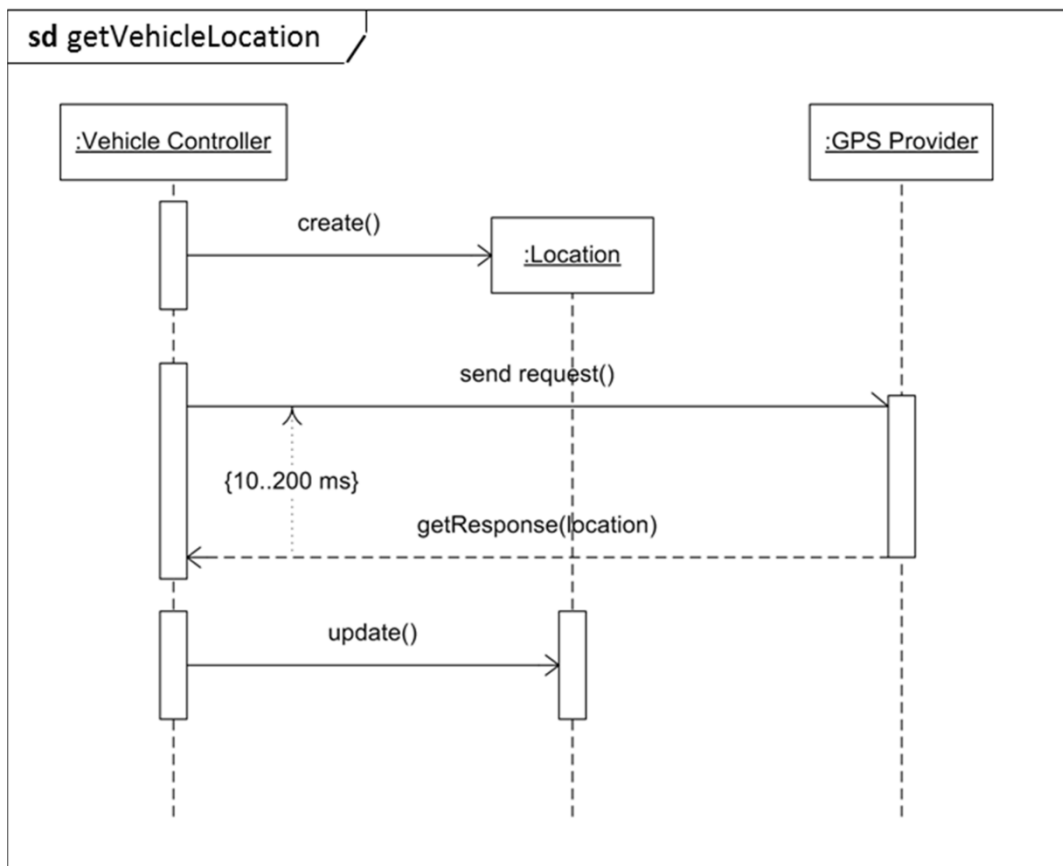 sd getVehicleLocation
:Vehicle Controller
:GPS Provider
create()
:Location
send request()
{10..200 ms}
getResponse(location)
update()